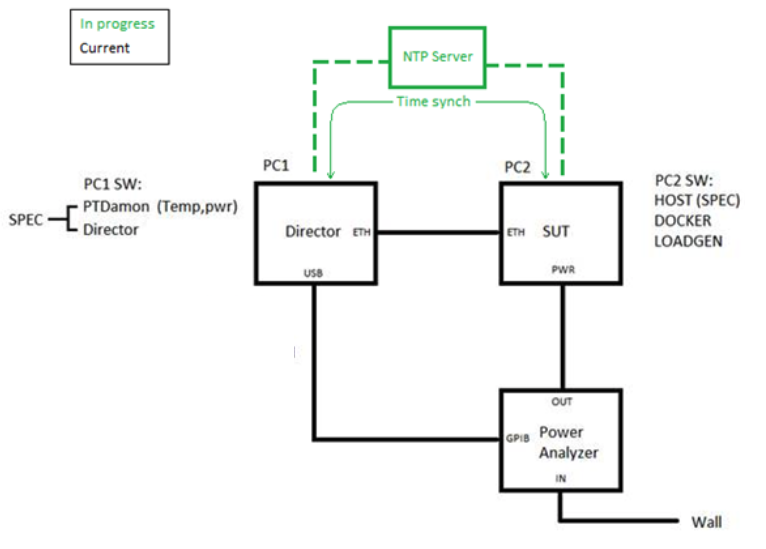 In progress
Current
NTP Server
Time synch
PC1
PC2
PC1 SW:
SPEC
PTDamon (Temp,pwr)
Director
Director
ETH
USB
ETH
SUT
PWR
PC2 SW:
HOST (SPEC)
DOCKER
LOADGEN
OUT
GPIB
Power
Analyzer
IN
Wall